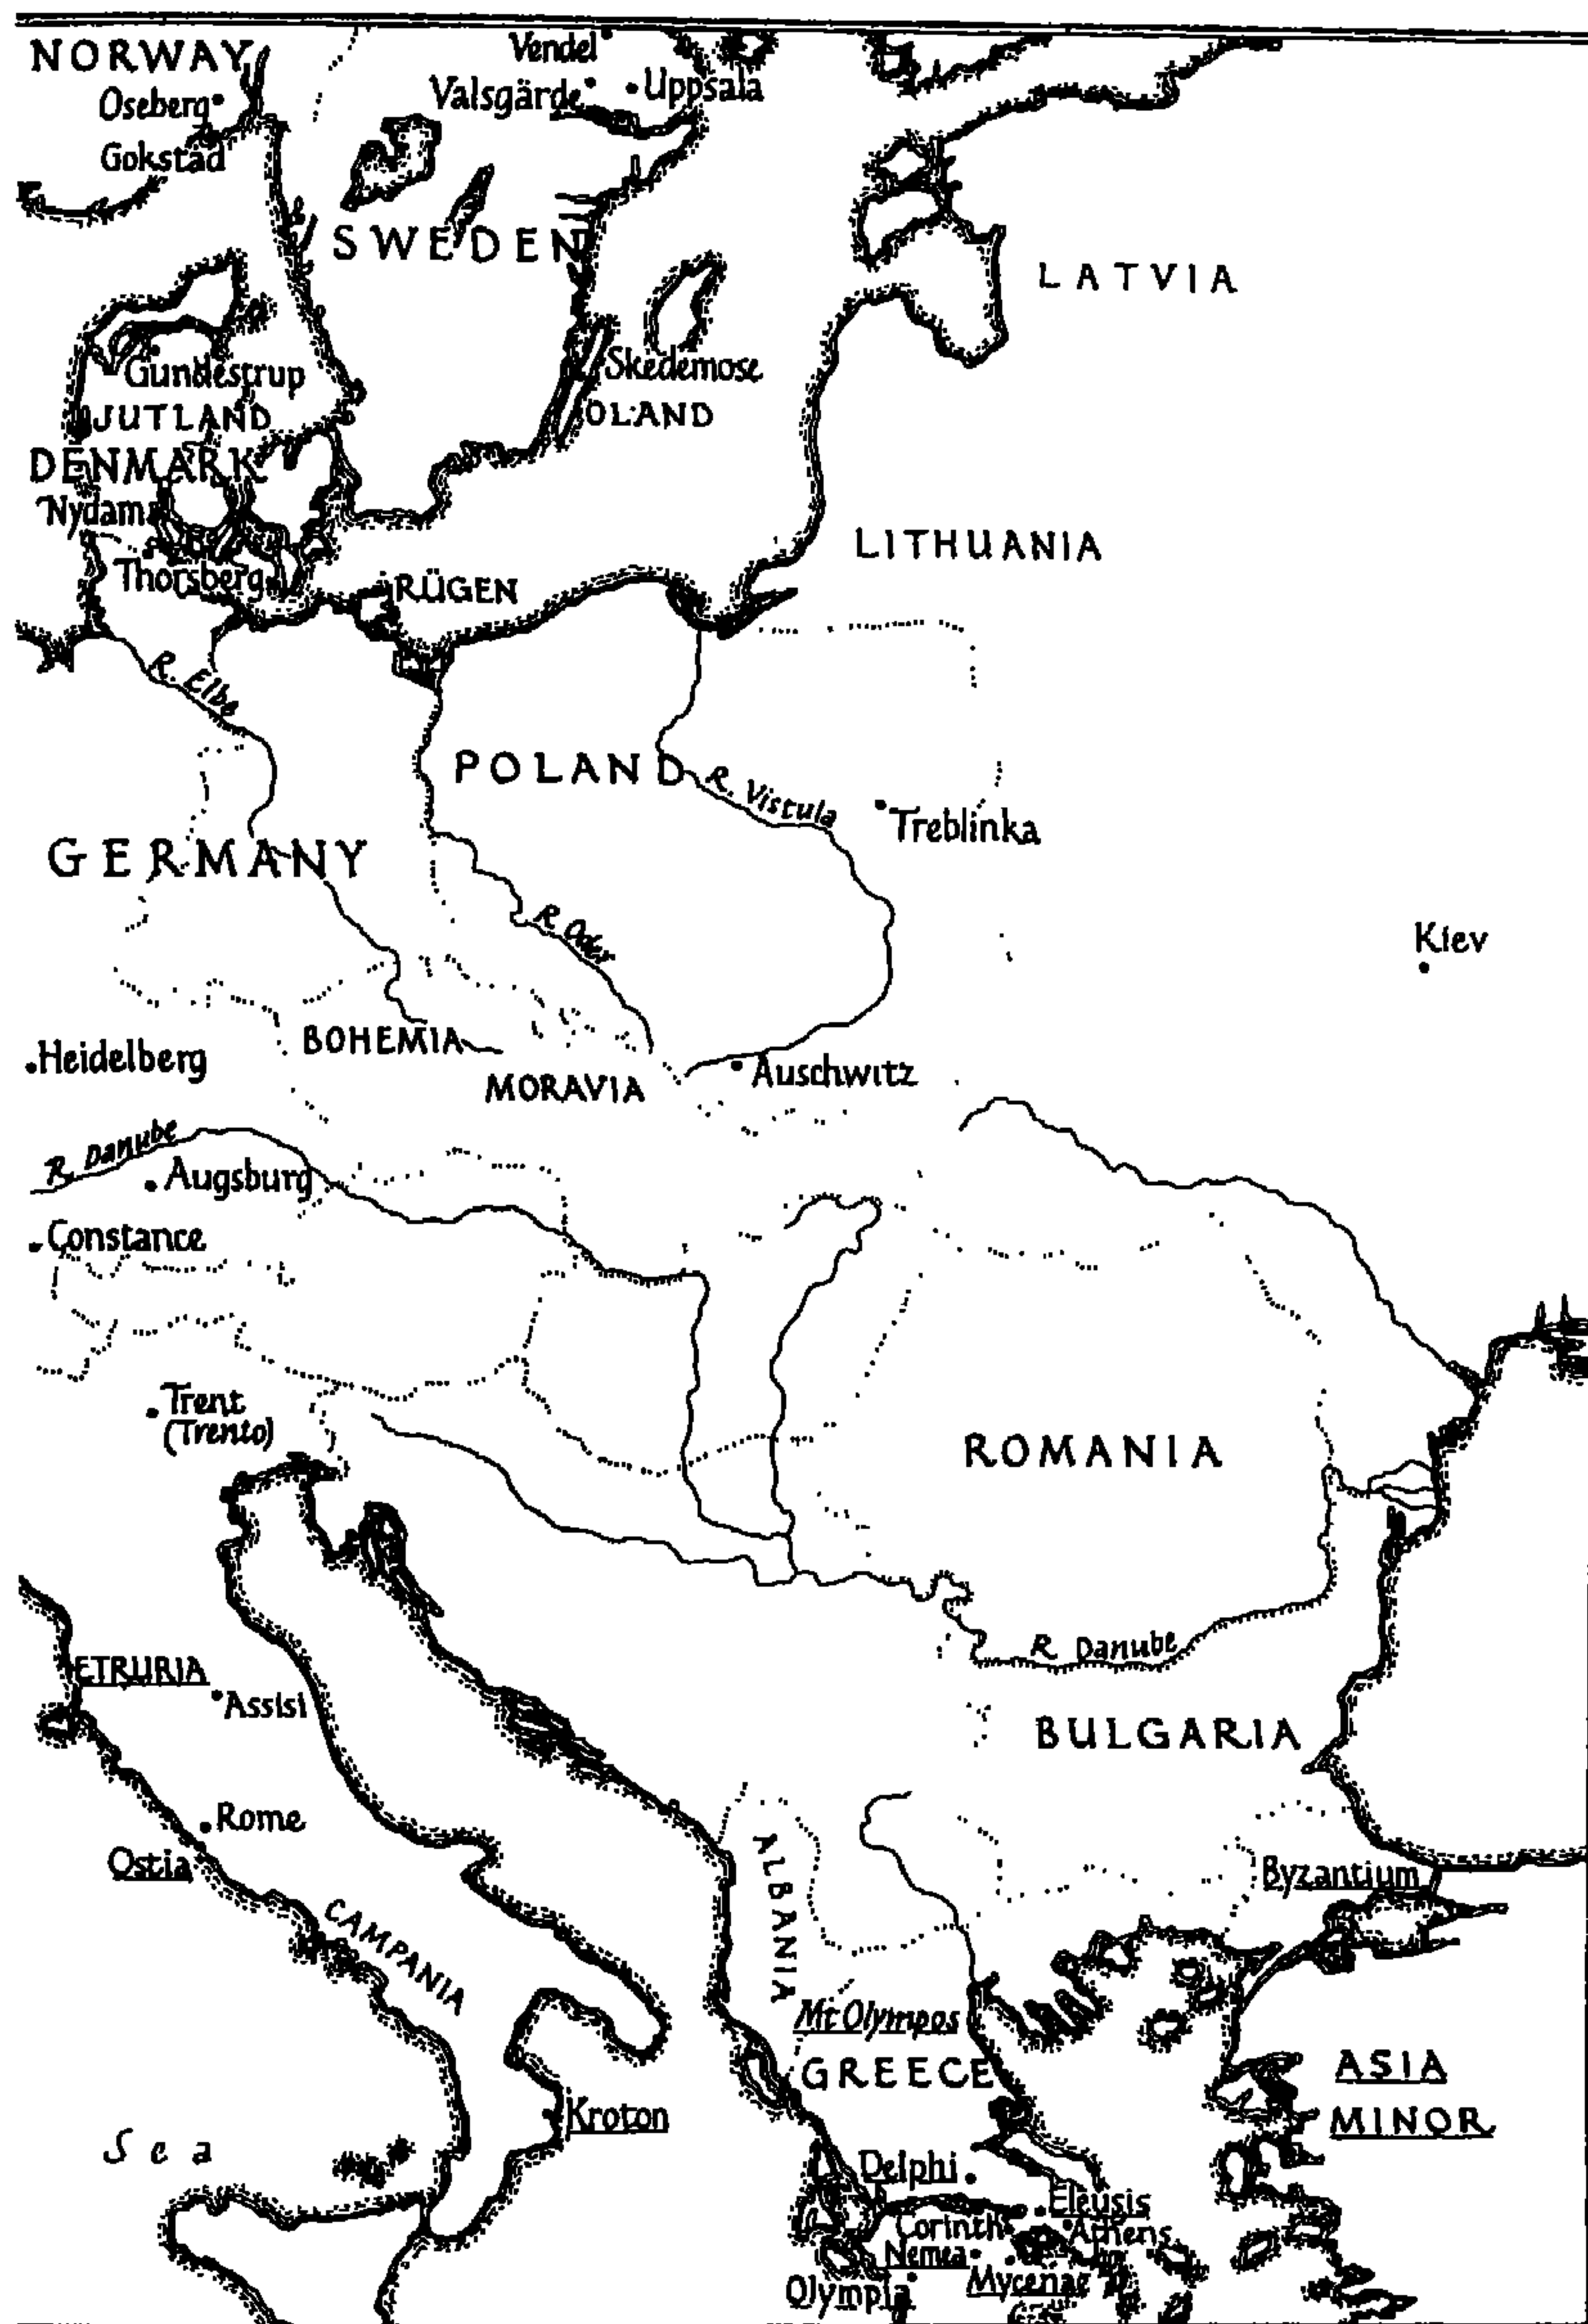 NORWAY
Vendel
Valsgärde
Uppsala
Oseberg
Gokstad
SWEDEN
LATVIA
Gundestrup
Skedemose
JUTLAND
OLAND
DENMARK
Nydam
LITHUANIA
Thorsberg
RÜGEN
R. Elbe
POLAND
R. Vistula
Treblinka
GERMANY
R Oder
Kiev
BOHEMIA
Heidelberg
Auschwitz
MORAVIA
R. Danube
Augsburg
Constance
Trent
(Trento)
ROMANIA
R Danube
ETRURIA
Assisi
BULGARIA
Rome
Ostia
ALBANIA
Byzantium
CAMPANIA
Mt Olympos
GREECE
ASIA
MINOR
Kroton
Sea
Delphi
Eleusis
Corinth
Athens
Nemea
Mycenae
Olympia